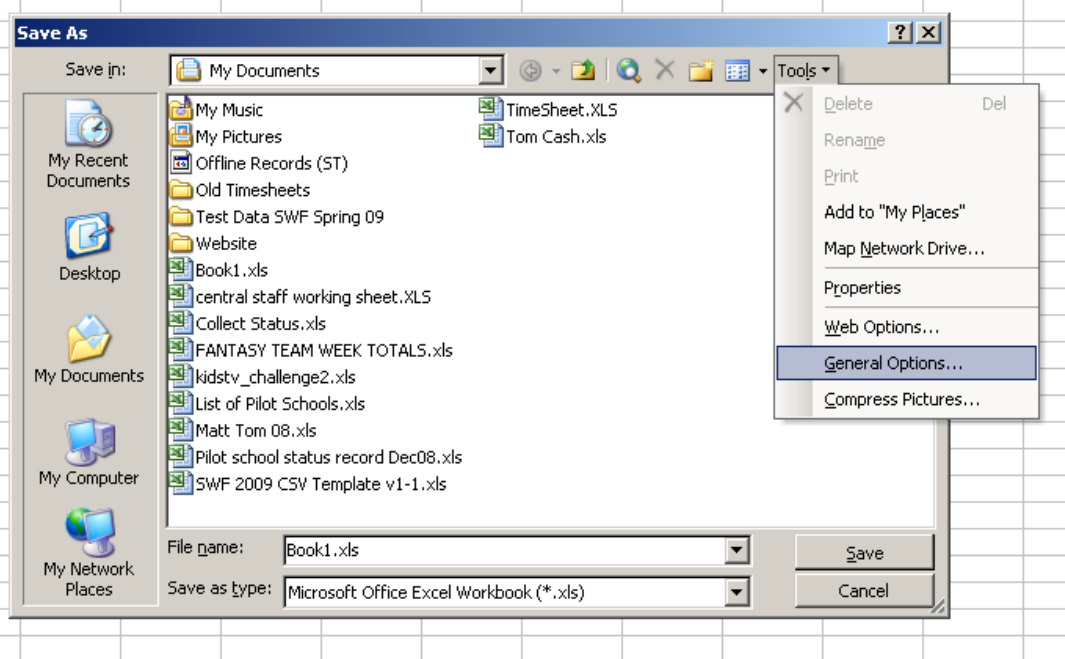 Save As
Save in:
My Documents
Tools
My Recent
Documents
Desktop
My Documents
My Computer
My Network
Places
My Music
My Pictures
Offline Records (ST)
Old Timesheets
Test Data SWF Spring 09
Website
Book1.xls
central staff working sheet.XLS
Collect Status.xls
FANTASY TEAM WEEK TOTALS.xls
kidstv_challenge2.xls
List of Pilot Schools.xls
Matt Tom 08.xls
Pilot school status record Dec08.xls
SWF 2009 CSV Template v1-1.xls
TimeSheet.XLS
Tom Cash.xls
Delete Del
Rename
Print
Add to "My Places"
Map Network Drive...
Properties
Web Options...
General Options...
Compress Pictures...
File name:
Book1.xls
Save
Save as type:
Microsoft Office Excel Workbook (*.xls)
Cancel